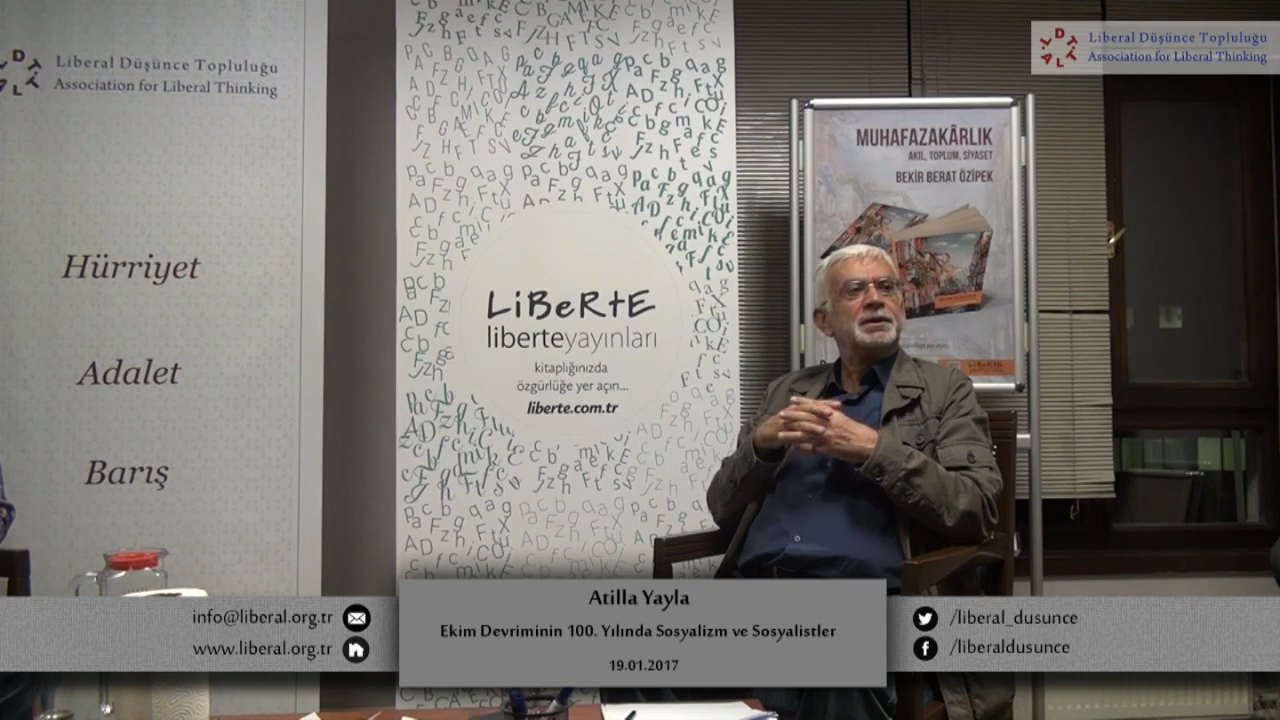 Liberal Düşünce Topluluğu
Association for Liberal Thinking
Hürriyet
Adalet
Barış
LiBeRtE
liberteyayınları
kitaplığınızda
özgürlüğe yer açın...
liberte.com.tr
MUHAFAZAKÂRLIK
AKIL, TOPLUM, SİYASET
BEKİR BERAT ÖZİPEK
LiBeRtE
Liberal Düşünce Topluluğu
Association for Liberal Thinking
info@liberal.org.tr
www.liberal.org.tr
Atilla Yayla
Ekim Devriminin 100. Yılında Sosyalizm ve Sosyalistler
19.01.2017
/liberal_dusunce
/liberaldusunce